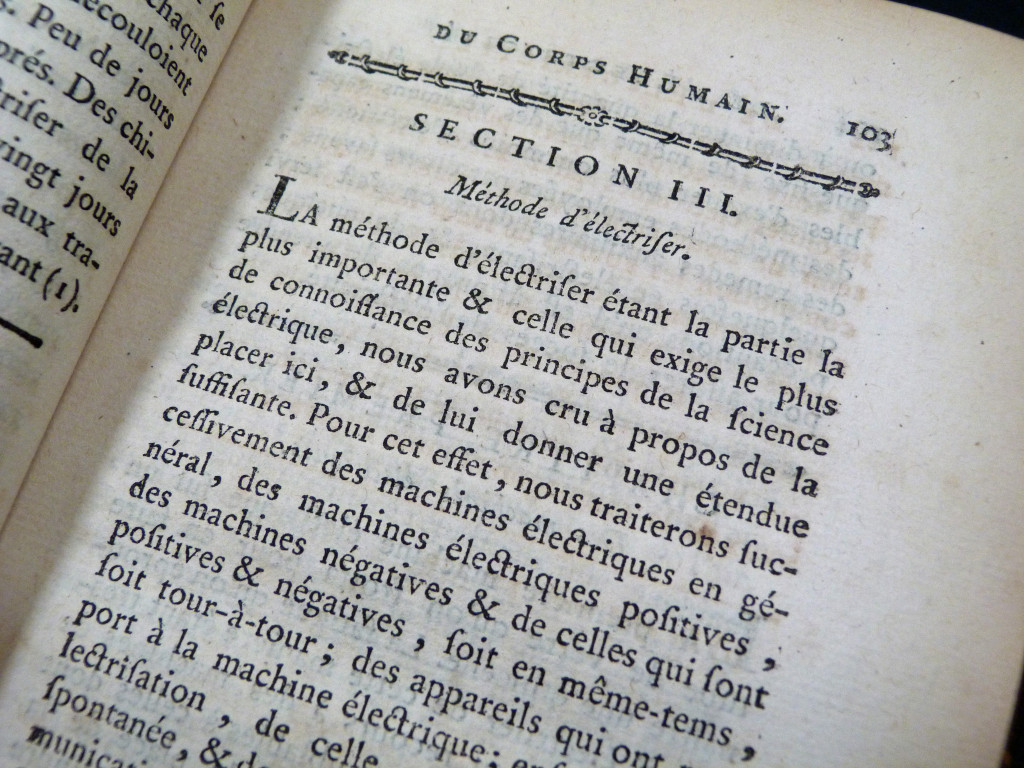 chaque
découloient
s. Peu de jours
prés. Des chi-
de la
vingt jours
aux tra-
ant (1).
DU CORPS HUMAIN. 103
SECTION III.
Méthode d'électriſer.
LA méthode d'électriſer étant la partie la
plus importante & celle qui exige le plus
de connoiſſance des principes de la ſcience
électrique, nous avons cru à propos de la
placer ici, & de lui donner une étendue
ſuffiſante. Pour cet effet, nous traiterons ſuc-
ceſſivement des machines électriques en gé-
néral, des machines électriques poſitives,
des machines négatives & de celles qui ſont
poſitives & négatives, ſoit en même-tems,
ſoit tour-à-tour; des appareils qui ont
port à la machine électrique;
lectriſation, de celle
ſpontanée, &